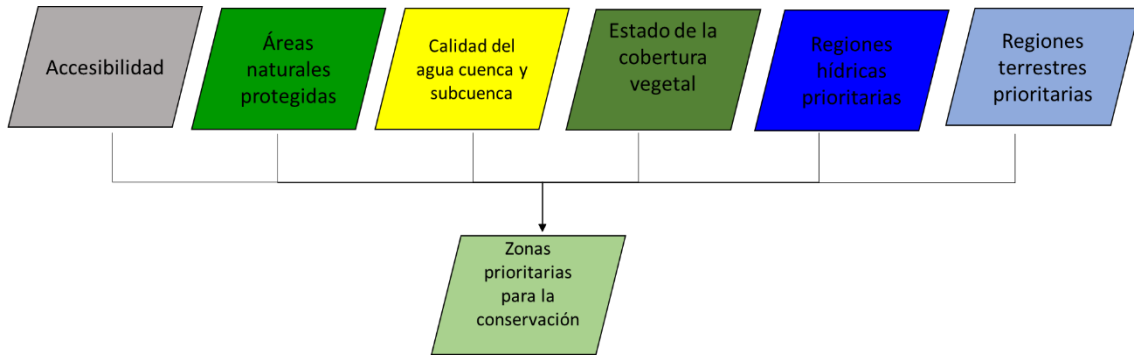 Accesibilidad
Áreas
naturales
protegidas
Calidad del
agua cuenca y
subcuenca
Estado de la
cobertura
vegetal
Regiones
hídricas
prioritarias
Regiones
terrestres
prioritarias
Zonas
prioritarias
para la
conservación